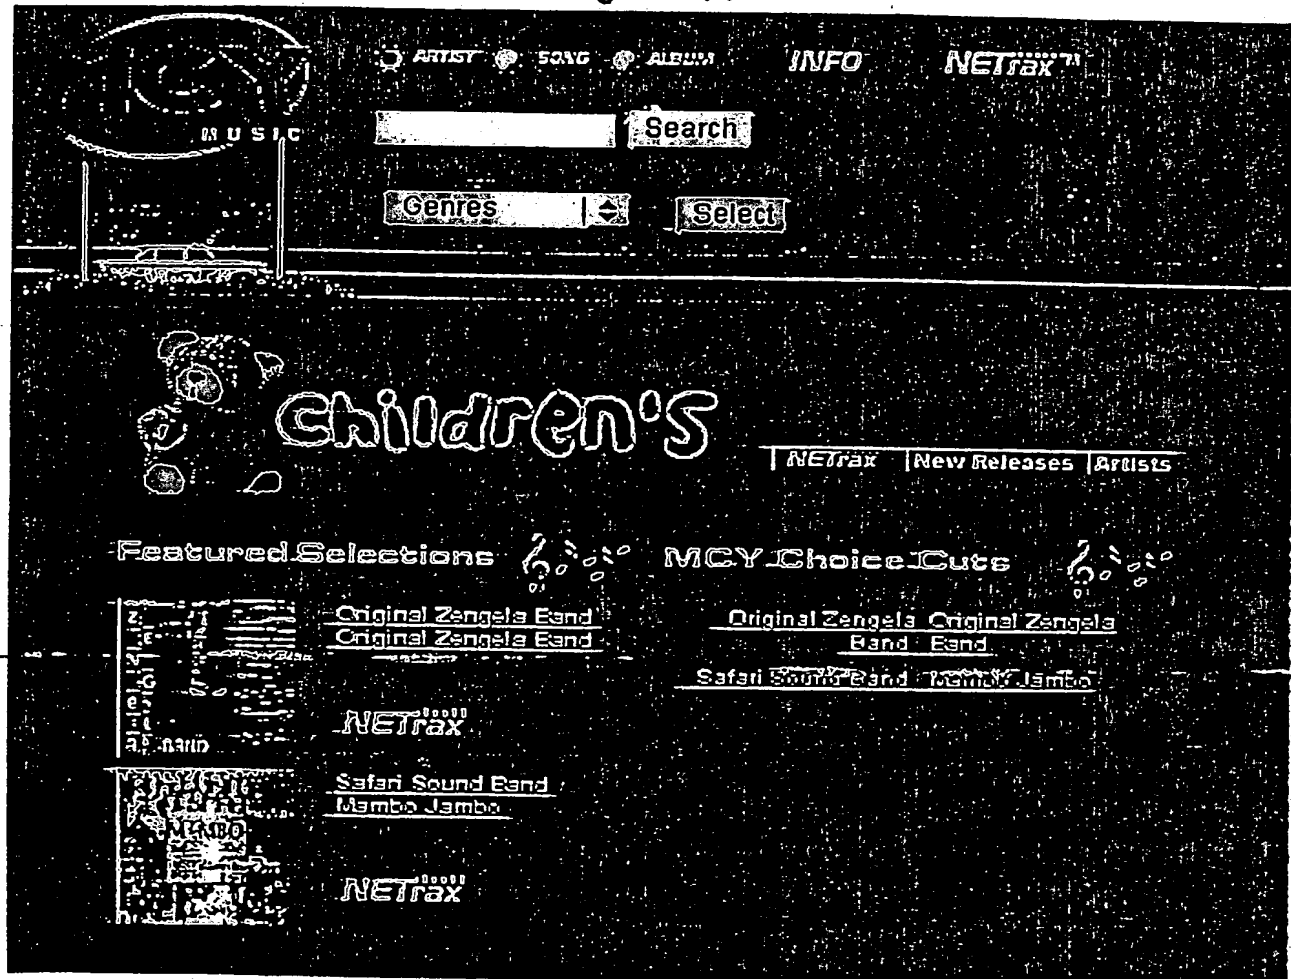 MUSIC
ARTIST SONG ALBUM INFO NETrax™
Search
Genres Select
Children's
NETrax New Releases Artists
Featured Selections MCY Choice Cuts
Original Zengela Band
Original Zengela Band
Original Zengela Original Zengela
Band Band
Safari Sound Band Mambo Jambo
BAND
NETrax
Safari Sound Band
Mambo Jambo
MAMBO
NETrax